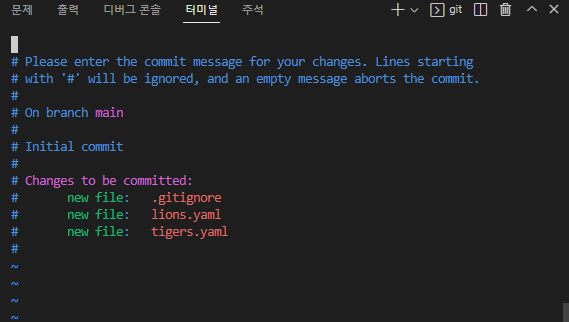 문제 출력 디버그 콘솔 터미널 주석 git
# Please enter the commit message for your changes. Lines starting
# with '#' will be ignored, and an empty message aborts the commit.
#
# On branch main
#
# Initial commit
#
# Changes to be committed:
#       new file:   .gitignore
#       new file:   lions.yaml
#       new file:   tigers.yaml
#
~
~
~
~